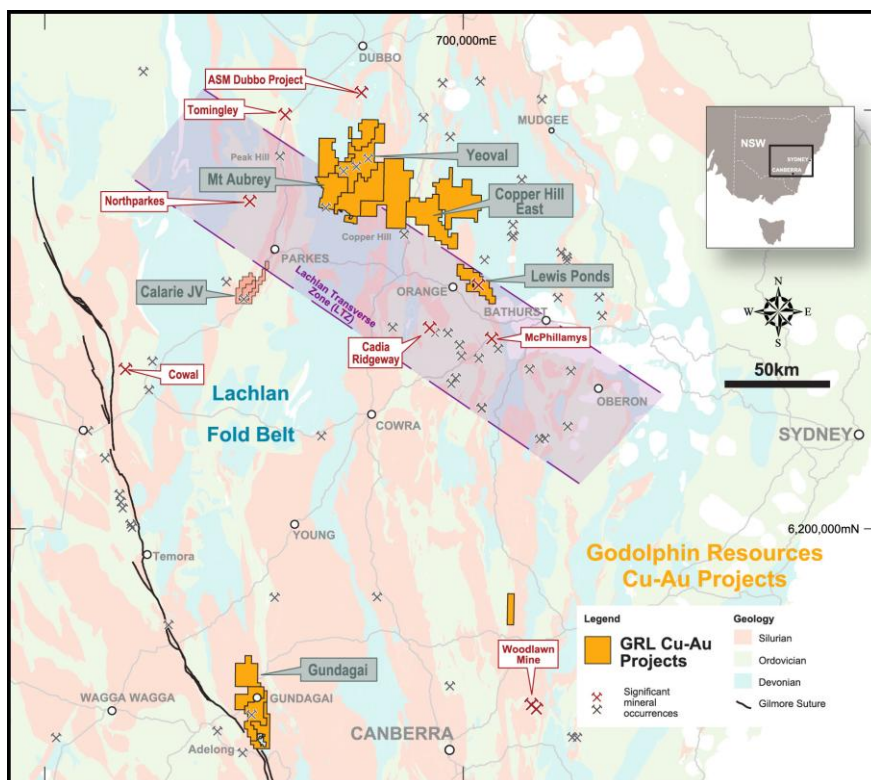 700,000mE
DUBBO
ASM Dubbo Project
Tomingley
MUDGEE
NSW
SYDNEY
CANBERRA
Peak Hill
Yeoval
Mt Aubrey
Northparkes
Copper Hill
East
Copper Hill
PARKES
Lachlan Transverse
Zone (LTZ)
Calarie JV
ORANGE
Lewis Ponds
BATHURST
N
W
E
S
Cadia
Ridgeway
McPhillamys
50km
Cowal
OBERON
Lachlan
Fold Belt
COWRA
SYDNEY
YOUNG
6,200,000mN
Temora
Godolphin Resources
Cu-Au Projects
Legend
GRL Cu-Au
Projects
Significant
mineral
occurrences
Geology
Silurian
Ordovician
Devonian
Gilmore Suture
Woodlawn
Mine
Gundagai
WAGGA WAGGA
GUNDAGAI
Adelong
CANBERRA